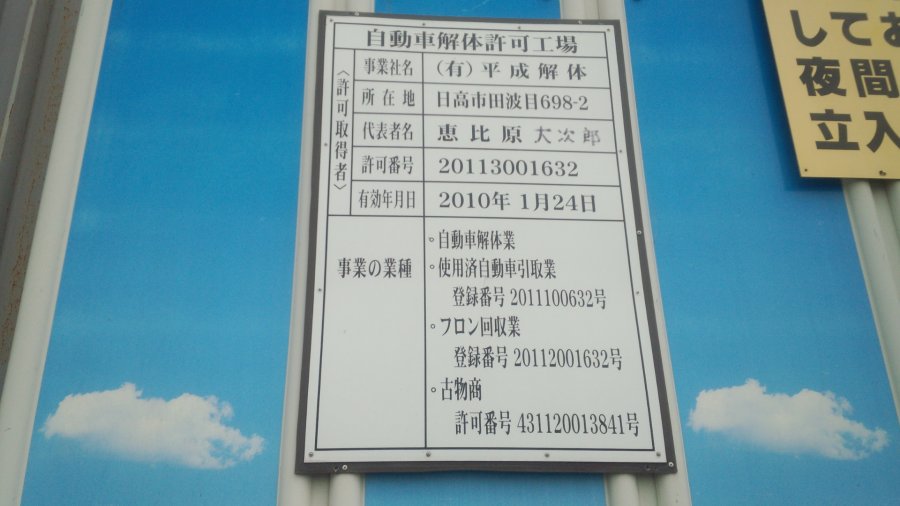 自動車解体許可工場
〈許可取得者〉
事業社名 (有)平成解体
所在地 日高市田波目698-2
代表者名 恵比原 大次郎
許可番号 20113001632
有効年月日 2010年 1月24日
事業の業種
。自動車解体業
。使用済自動車引取業
登録番号 2011100632号
。フロン回収業
登録番号 20112001632号
。古物商
許可番号 431120013841号
してお
夜間
立入